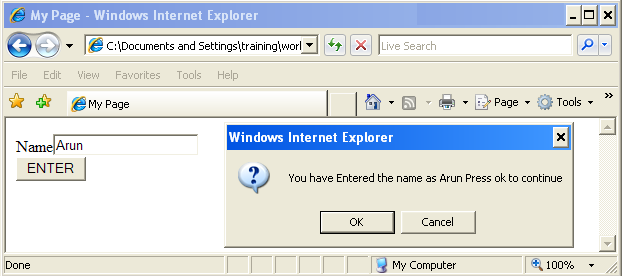 My Page - Windows Internet Explorer
C:\Documents and Settings\training\worl
Live Search
File Edit View Favorites Tools Help
My Page
Page Tools
Name Arun
ENTER
Windows Internet Explorer
You have Entered the name as Arun Press ok to continue
OK Cancel
Done My Computer 100%